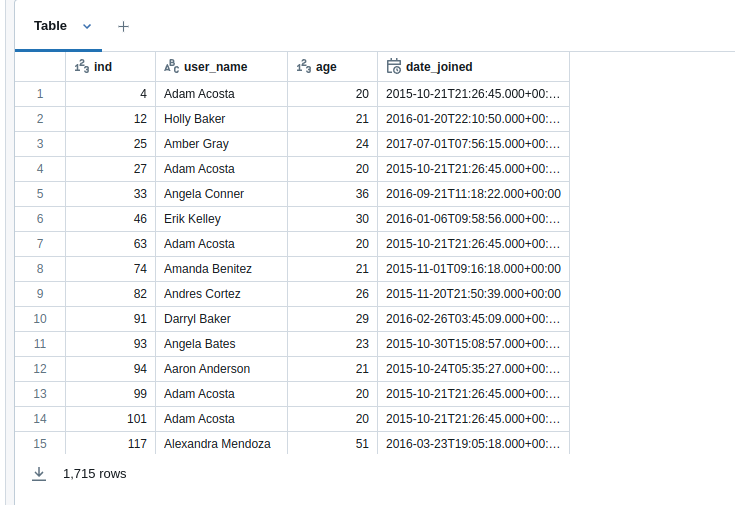 Table
ind user_name age date_joined
1 4 Adam Acosta 20 2015-10-21T21:26:45.000+00:…
2 12 Holly Baker 21 2016-01-20T22:10:50.000+00:…
3 25 Amber Gray 24 2017-07-01T07:56:15.000+00:…
4 27 Adam Acosta 20 2015-10-21T21:26:45.000+00:…
5 33 Angela Conner 36 2016-09-21T11:18:22.000+00:00
6 46 Erik Kelley 30 2016-01-06T09:58:56.000+00:…
7 63 Adam Acosta 20 2015-10-21T21:26:45.000+00:…
8 74 Amanda Benitez 21 2015-11-01T09:16:18.000+00:00
9 82 Andres Cortez 26 2015-11-20T21:50:39.000+00:00
10 91 Darryl Baker 29 2016-02-26T03:45:09.000+00:…
11 93 Angela Bates 23 2015-10-30T15:08:57.000+00:…
12 94 Aaron Anderson 21 2015-10-24T05:35:27.000+00:…
13 99 Adam Acosta 20 2015-10-21T21:26:45.000+00:…
14 101 Adam Acosta 20 2015-10-21T21:26:45.000+00:…
15 117 Alexandra Mendoza 51 2016-03-23T19:05:18.000+00:…
1,715 rows